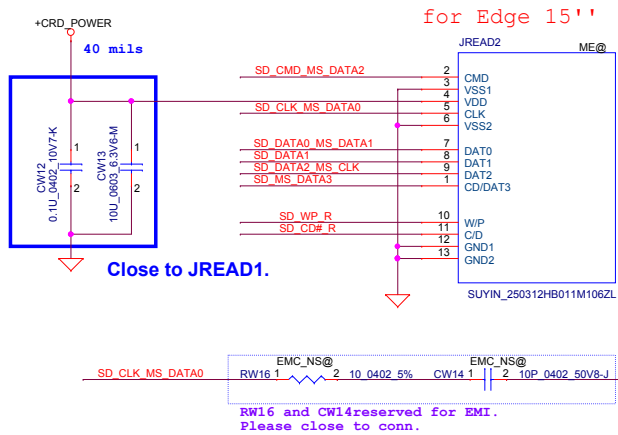 for Edge 15''
+CRD_POWER
40 mils
JREAD2
ME@
SD_CMD_MS_DATA2 2 CMD
3 VSS1
4 VDD
SD_CLK_MS_DATA0 5 CLK
6 VSS2
SD_DATA0_MS_DATA1 7 DAT0
SD_DATA1 8 DAT1
SD_DATA2_MS_CLK 9 DAT2
SD_MS_DATA3 1 CD/DAT3
SD_WP_R 10 W/P
SD_CD#_R 11 C/D
12 GND1
13 GND2
SUYIN_250312HB011M106ZL
CW12
0.1U_0402_10V7-K
1
2
CW13
10U_0603_6.3V6-M
1
2
Close to JREAD1.
EMC_NS@
EMC_NS@
SD_CLK_MS_DATA0 RW16 1 2 10_0402_5% CW14 1 2 10P_0402_50V8-J
RW16 and CW14reserved for EMI.
Please close to conn.